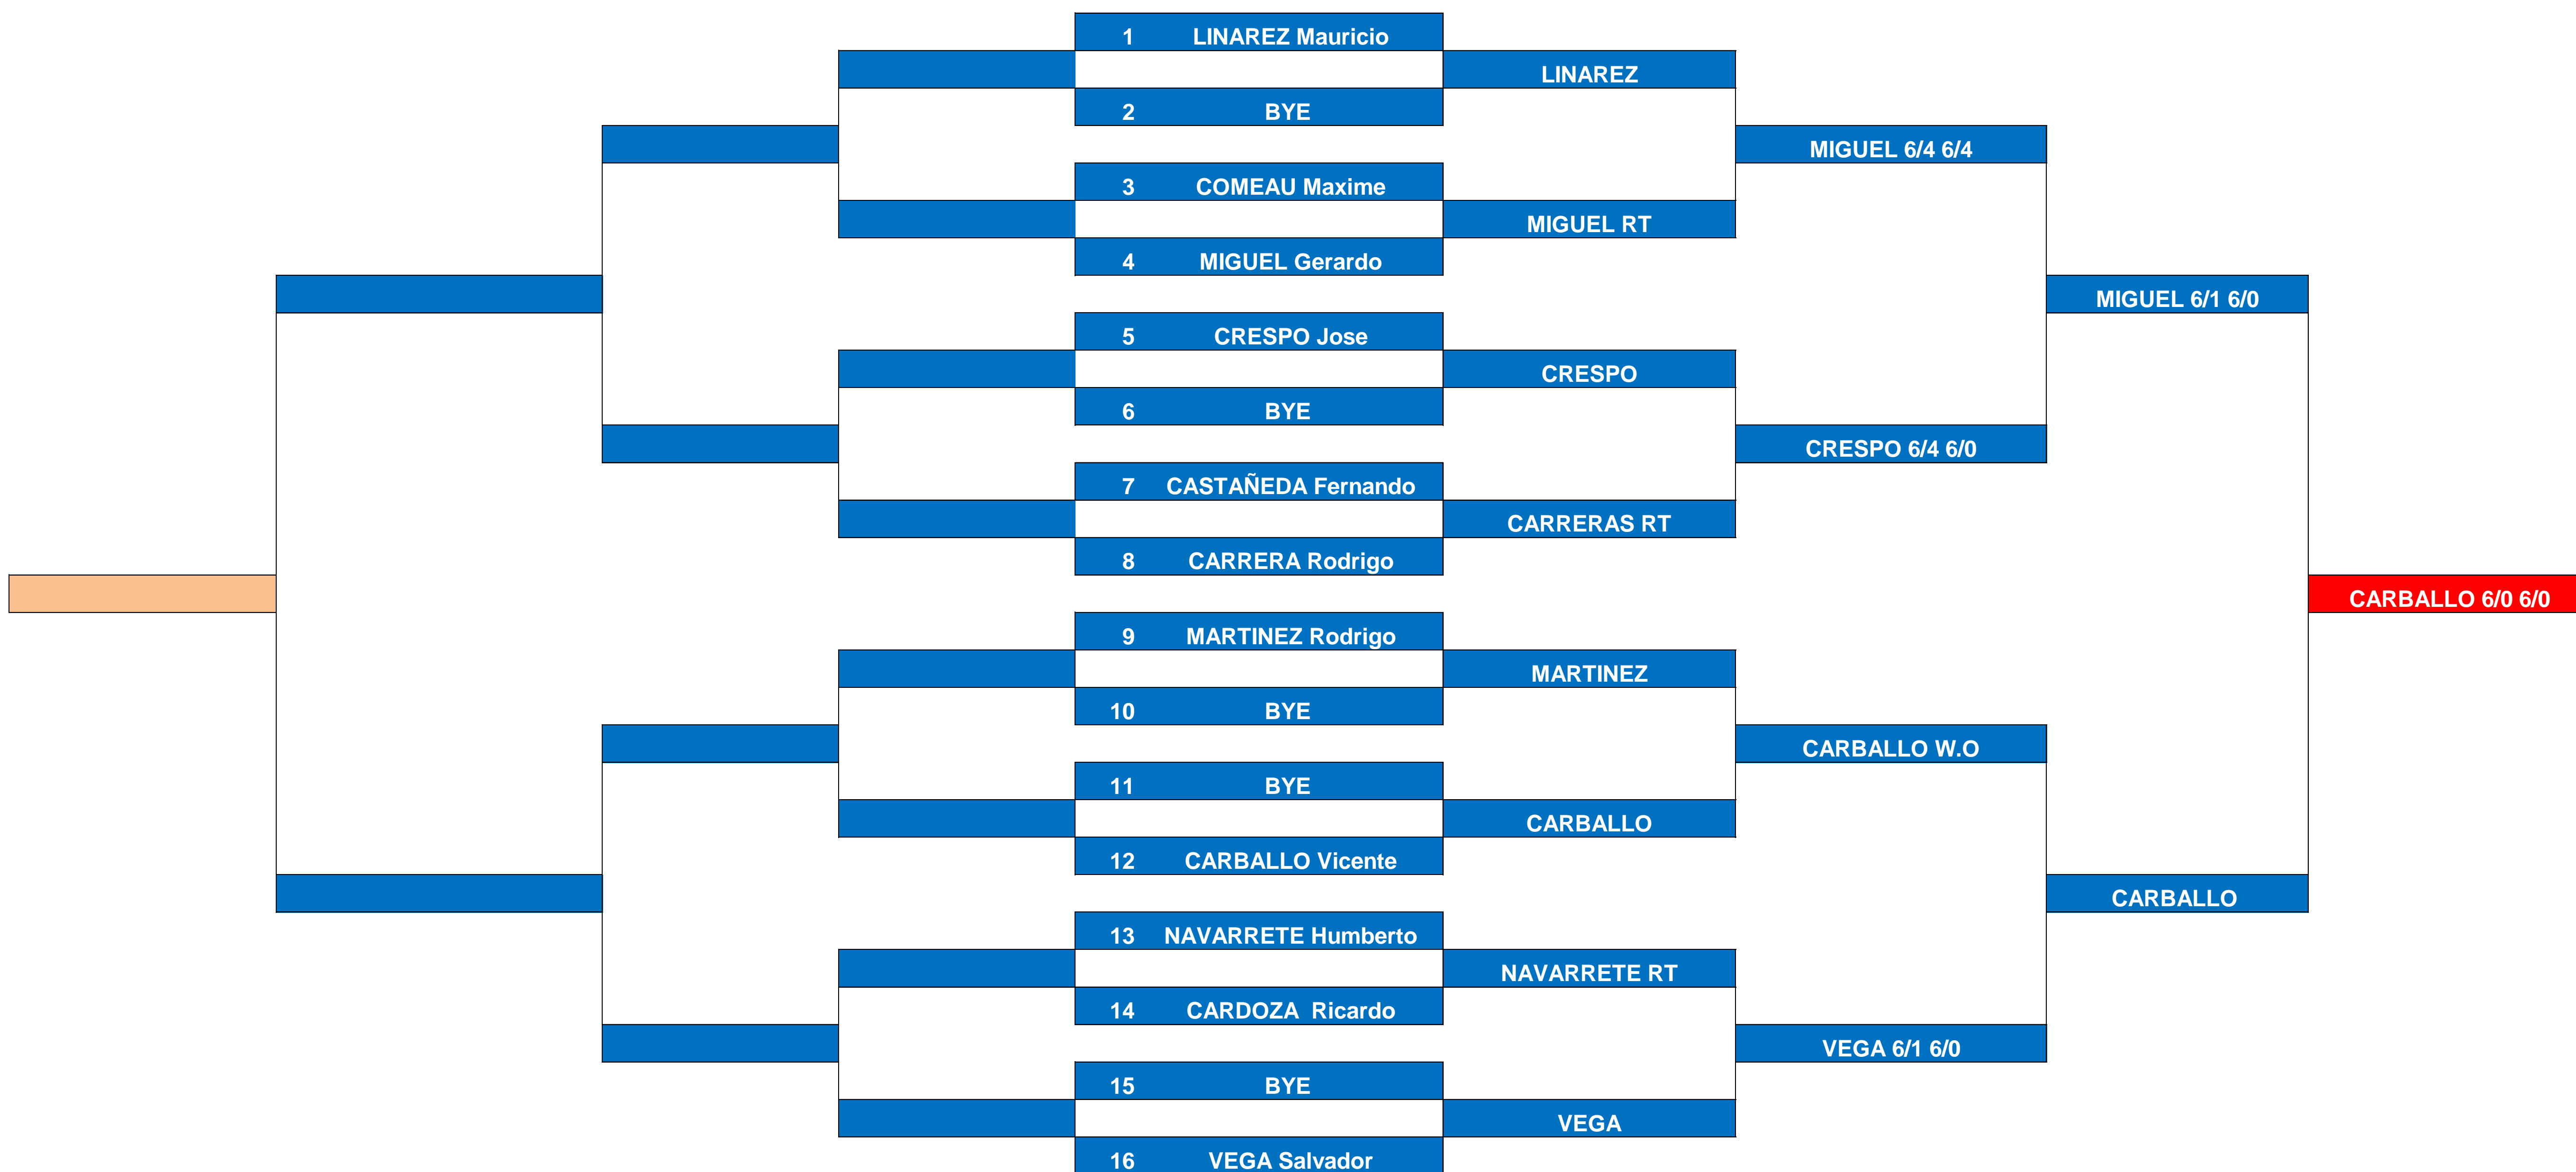 1 LINAREZ Mauricio
LINAREZ
2 BYE
MIGUEL 6/4 6/4
3 COMEAU Maxime
MIGUEL RT
4 MIGUEL Gerardo
MIGUEL 6/1 6/0
5 CRESPO Jose
CRESPO
6 BYE
CRESPO 6/4 6/0
7 CASTAÑEDA Fernando
CARRERAS RT
8 CARRERA Rodrigo
CARBALLO 6/0 6/0
9 MARTINEZ Rodrigo
MARTINEZ
10 BYE
CARBALLO W.O
11 BYE
CARBALLO
12 CARBALLO Vicente
CARBALLO
13 NAVARRETE Humberto
NAVARRETE RT
14 CARDOZA  Ricardo
VEGA 6/1 6/0
15 BYE
VEGA
16 VEGA Salvador